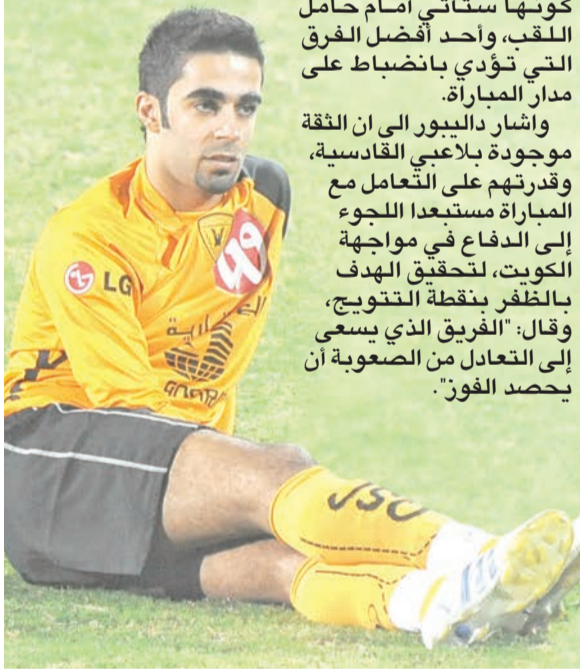 كونها ستأتي أمام حامل
اللقب، وأحد أفضل الفرق
التي تؤدي بانضباط على
مدار المباراة.
واشار داليبور الى ان الثقة
موجودة بلاعبي القادسية،
وقدرتهم على التعامل مع
المباراة مستبعدا اللجوء
إلى الدفاع في مواجهة
الكويت، لتحقيق الهدف
بالظفر بنقطة التتويج،
وقال: "الفريق الذي يسعى
إلى التعادل من الصعوبة أن
يحصد الفوز".
LG